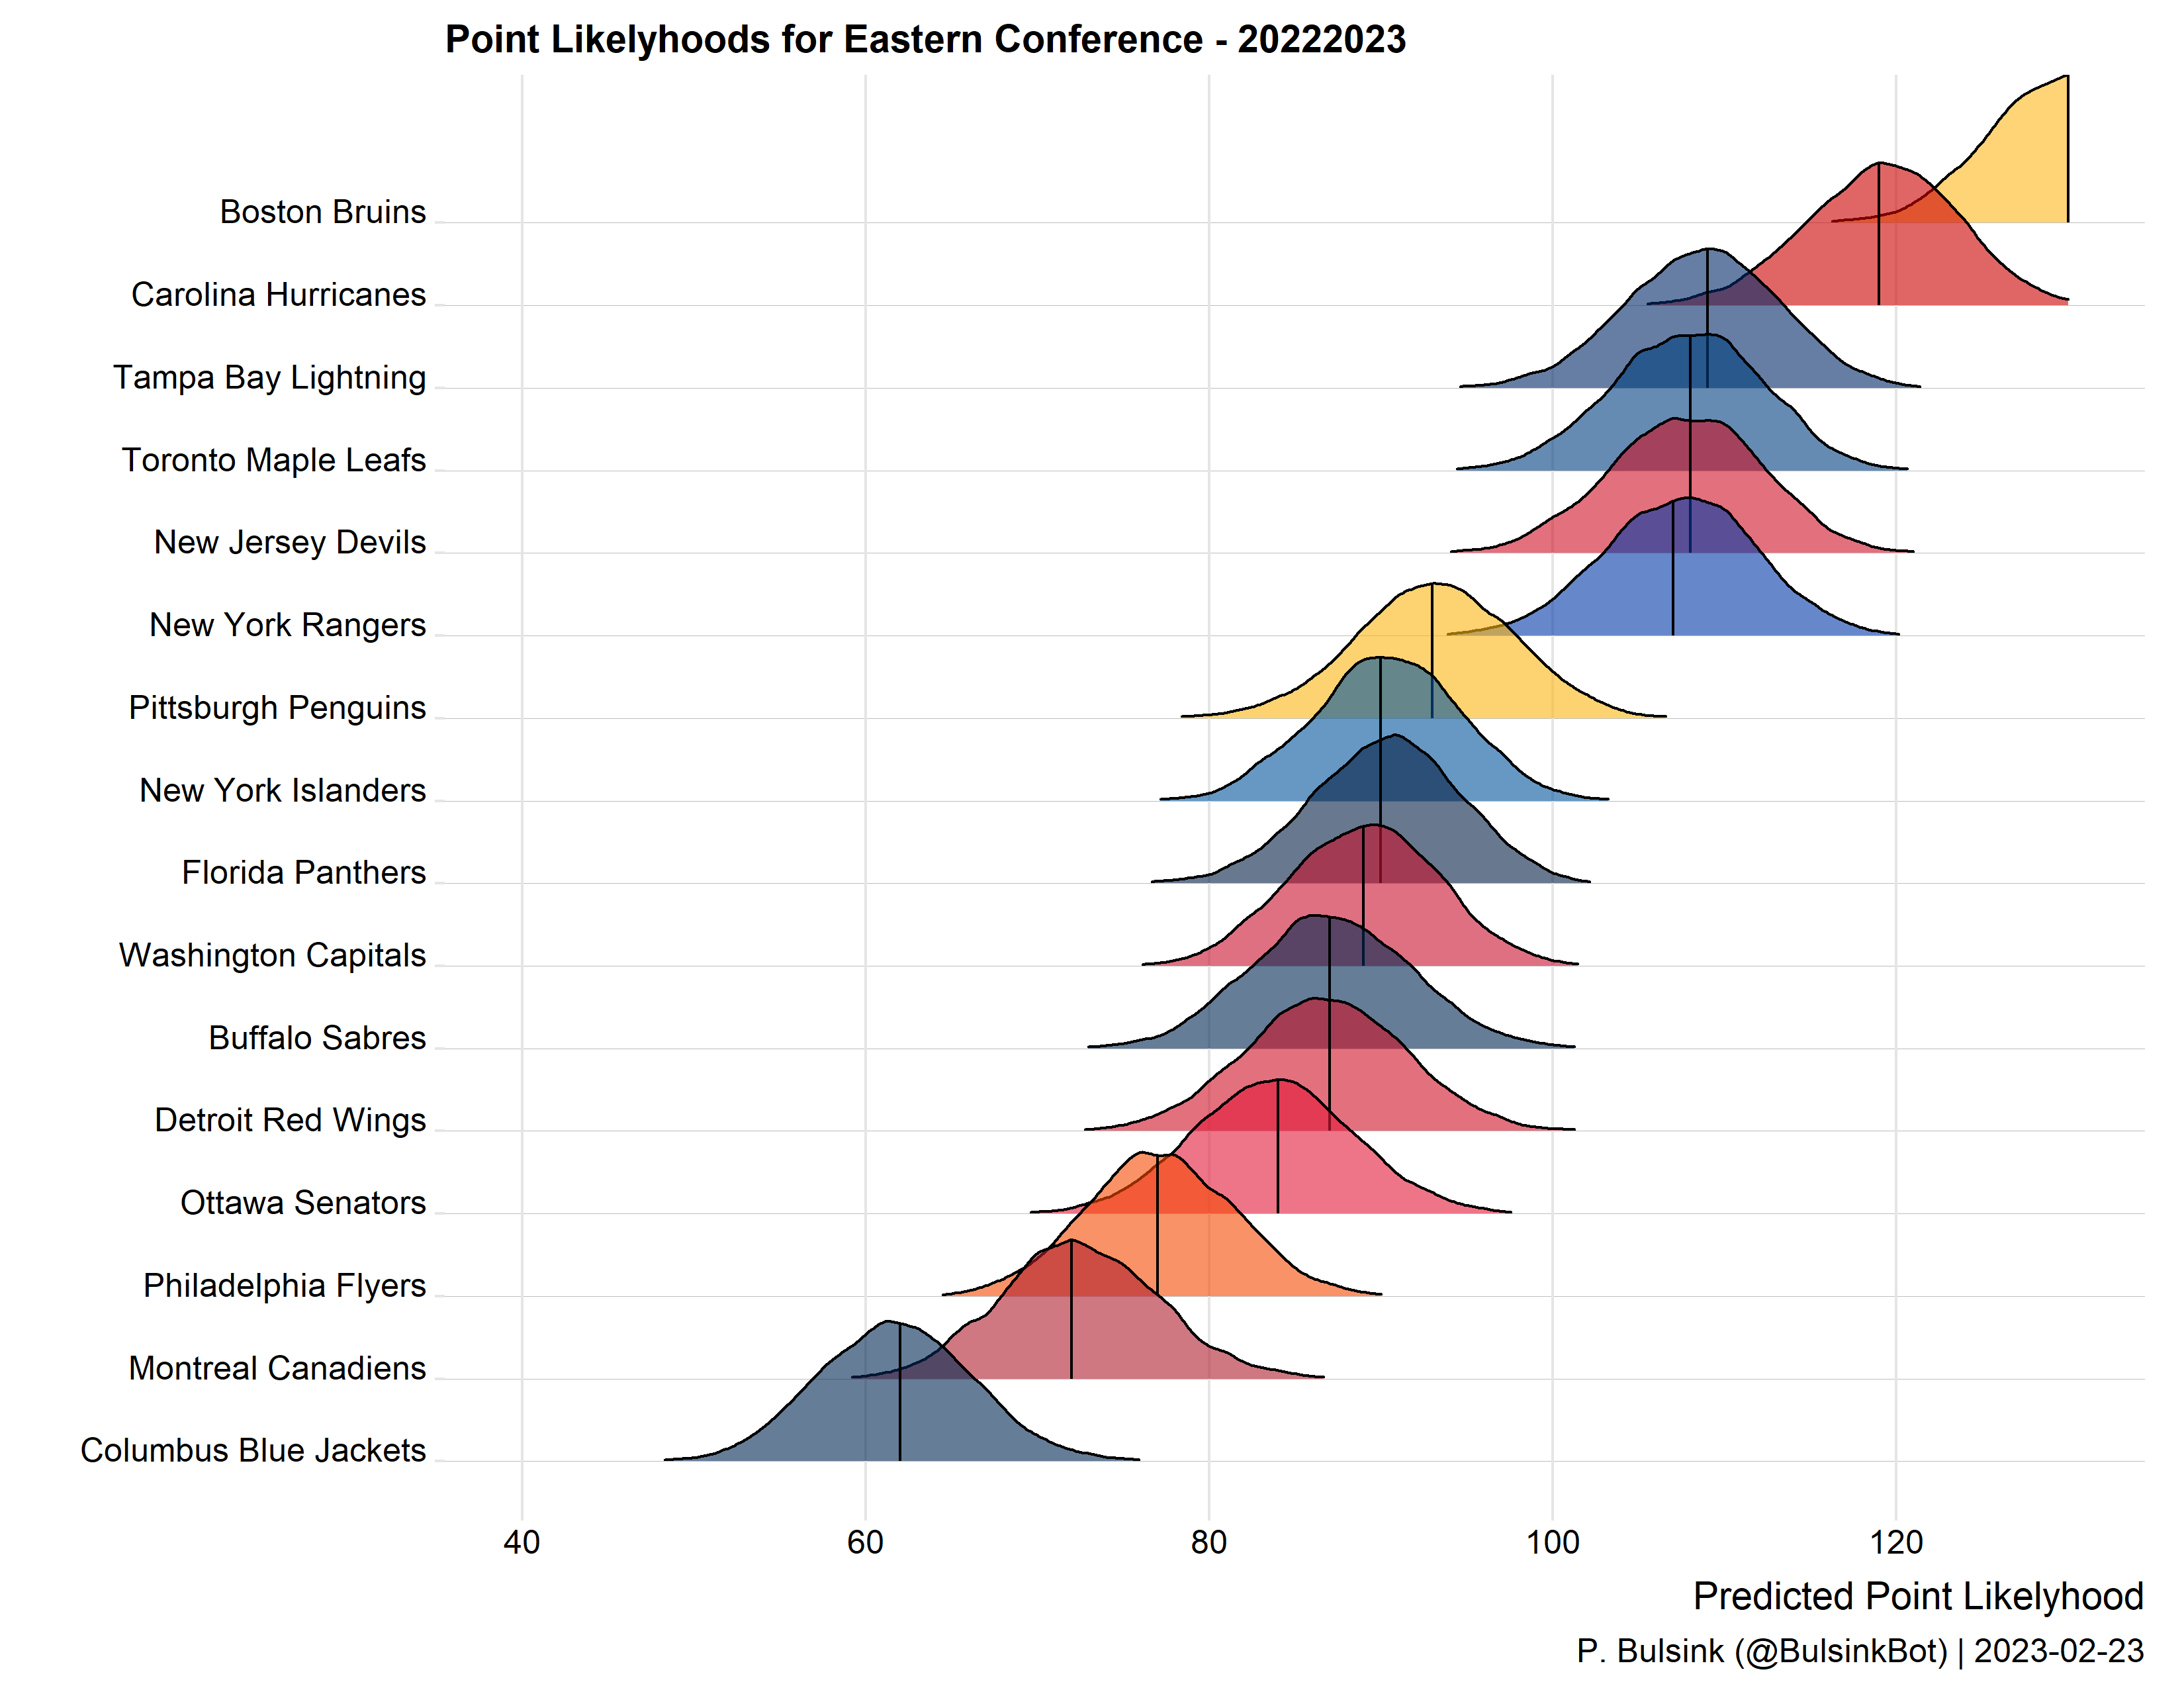 Point Likelyhoods for Eastern Conference - 20222023
Boston Bruins
Carolina Hurricanes
Tampa Bay Lightning
Toronto Maple Leafs
New Jersey Devils
New York Rangers
Pittsburgh Penguins
New York Islanders
Florida Panthers
Washington Capitals
Buffalo Sabres
Detroit Red Wings
Ottawa Senators
Philadelphia Flyers
Montreal Canadiens
Columbus Blue Jackets
40 60 80 100 120
Predicted Point Likelyhood
P. Bulsink (@BulsinkBot) | 2023-02-23